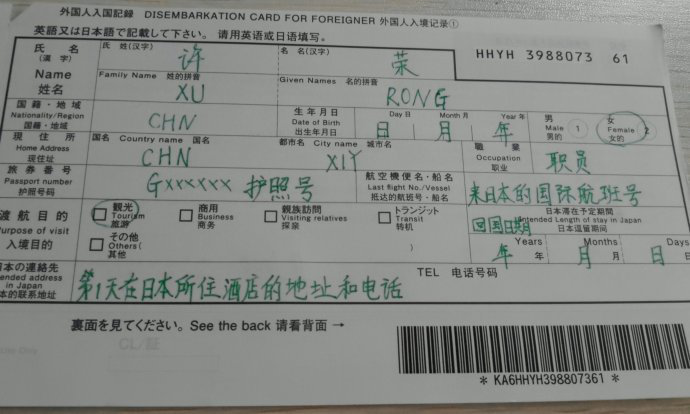 外国人入国記録 DISEMBARKATION CARD FOR FOREIGNER 外国人入境记录①
英語又は日本語で記載して下さい。 请用英语或日语填写。
氏 名 (漢 字) Name 姓名
氏 姓(汉字) 许
名 名(汉字) 荣
HHYH 3988073 61
Family Name 姓的拼音 XU
Given Names 名的拼音 RONG
国籍・地域 Nationality/Region 国籍・地域 CHN
生年月日 Date of Birth 出生年月日
Day 日 Month 月 Year 年
日 月 年
男 Male 男的 1
女 Female 女的 2
現住所 Home Address 现住址
国名 Country name 国名 CHN
都市名 City name 城市名 XIY
職業 Occupation 职业 职员
旅券番号 Passport number 护照号码 Gxxxxxx 护照号
航空機便名・船名 Last flight No./Vessel 抵达的航班号・船名 来日本的国际航班号
渡航目的 Purpose of visit 入境目的
観光 Tourism 旅游
商用 Business 商务
親族訪問 Visiting relatives 探亲
トランジット Transit 转机
その他 Others( 其他 )
日本滞在予定期間 Intended Length of stay in Japan 日本逗留期间
回国日期
Years 年 Months 月 Days 日
年 月 日
日本の連絡先 Intended address in Japan 日本的联系地址
TEL 电话号码
第1天在日本所住酒店的地址和电话
裏面を見てください。 See the back 请看背面 →
* KA6HHYH398807361 *